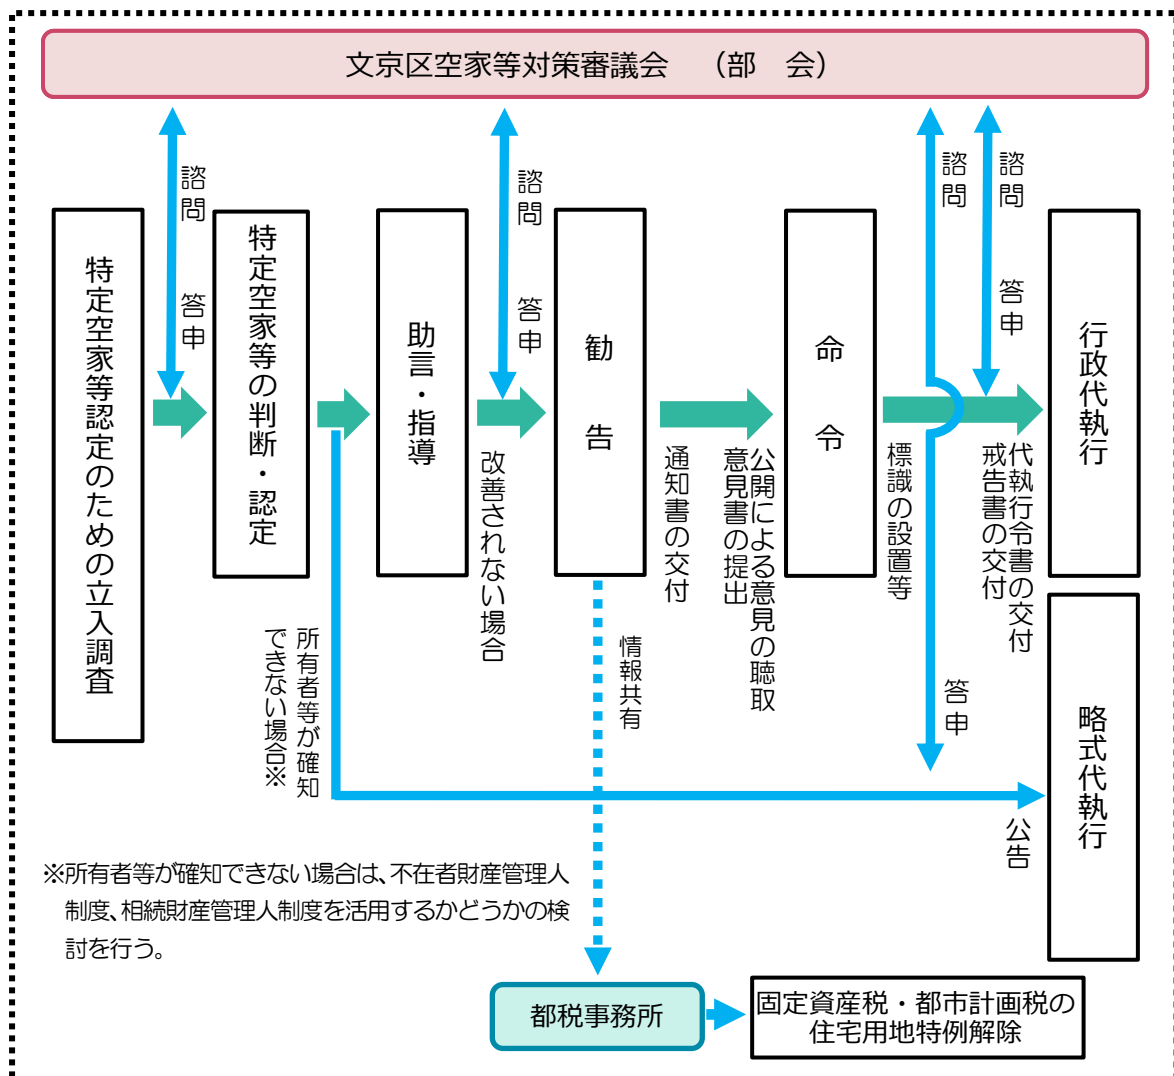 文京区空家等対策審議会　（部　会）
諮問
答申
諮問
答申
諮問
諮問
答申
特定空家等認定のための立入調査
特定空家等の判断・認定
助言・指導
勧　告
命　令
行政代執行
改善されない場合
通知書の交付
公開による意見の聴取
意見書の提出
標識の設置等
代執行令書の交付
戒告書の交付
所有者等が確知
できない場合※
情報共有
答申
略式代執行
公告
※所有者等が確知できない場合は、不在者財産管理人
制度、相続財産管理人制度を活用するかどうかの検
討を行う。
都税事務所
固定資産税・都市計画税の
住宅用地特例解除